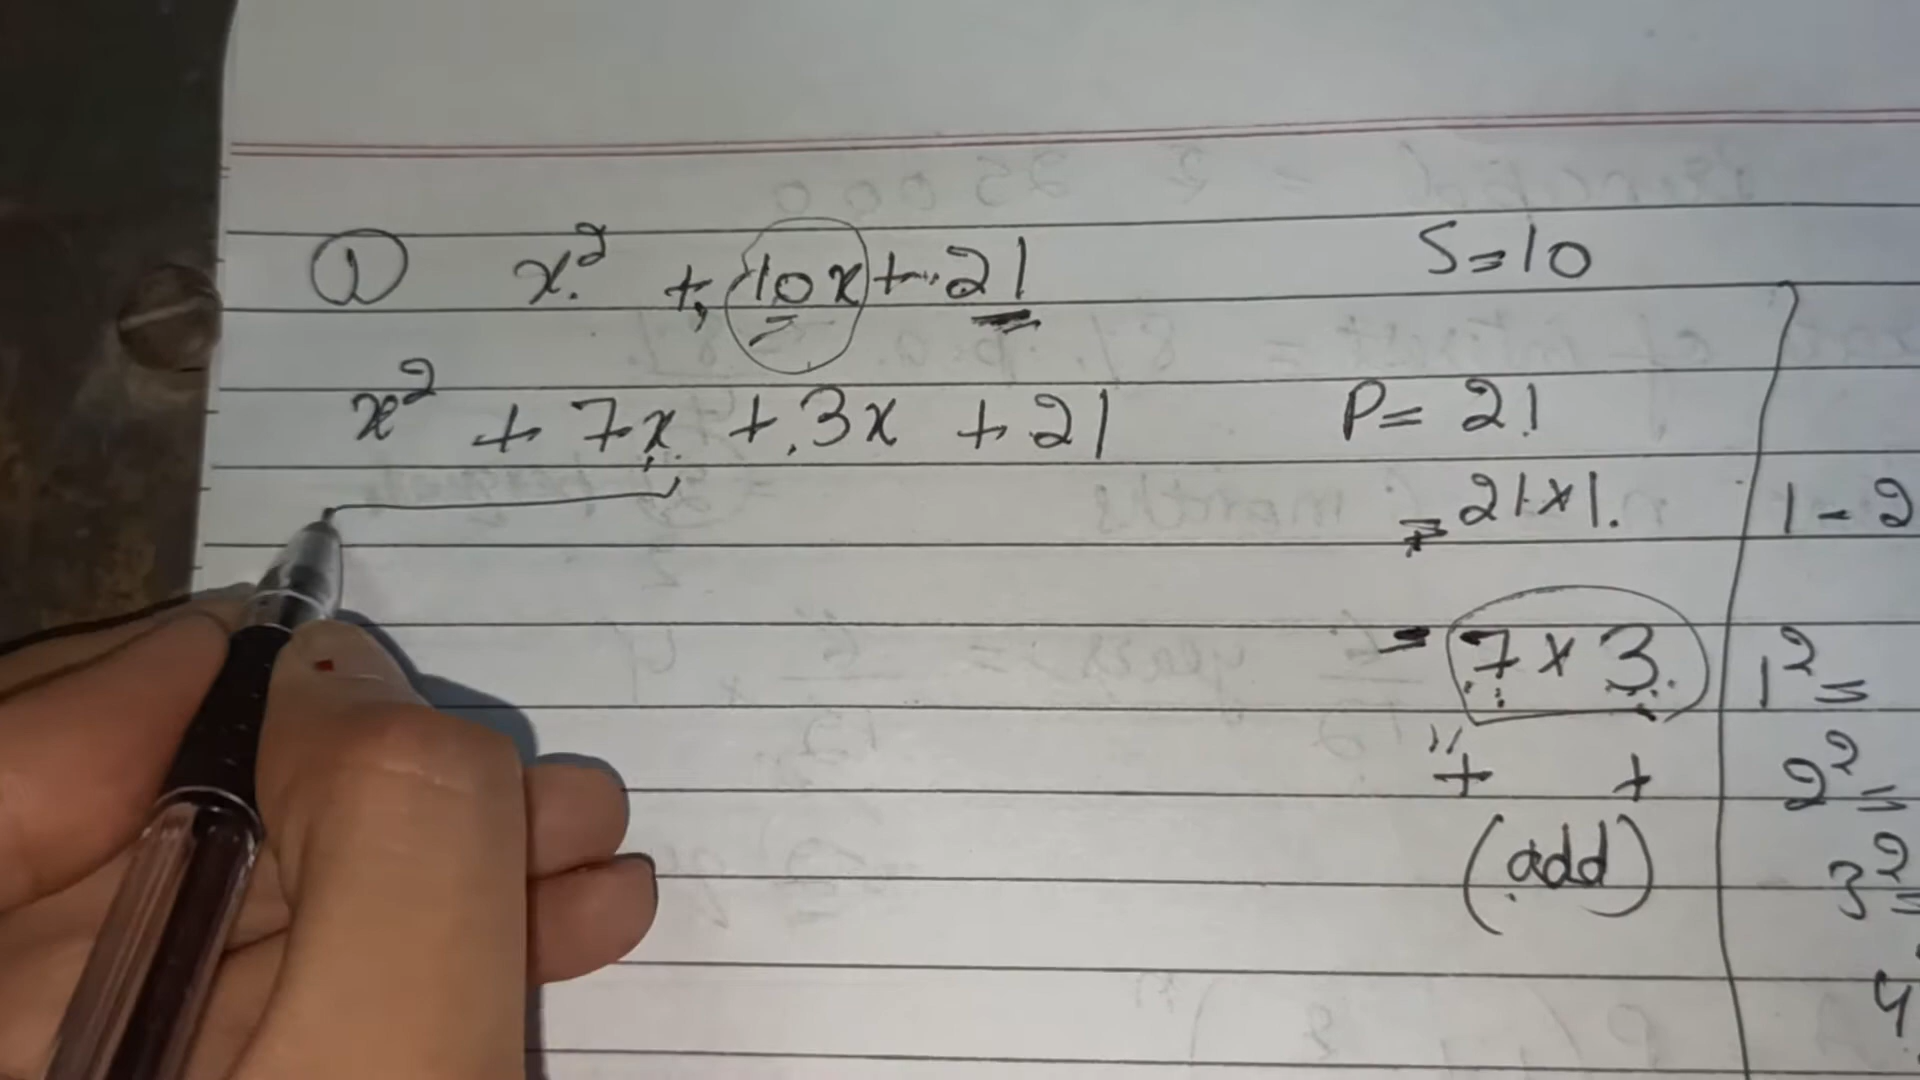 ① x² + 10x + 21
S = 10
x² + 7x + 3x + 21
P = 21
= 21 x 1
= 7 x 3
+ +
(add)
1 - 2
1² =
2² =
3² =
4